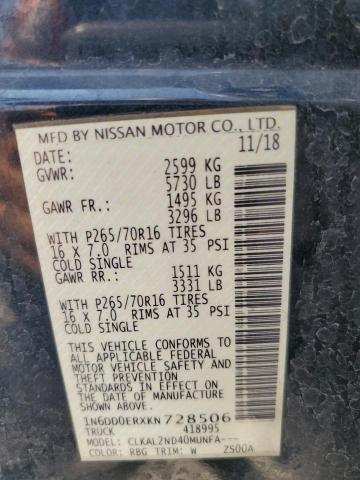 MFD BY NISSAN MOTOR CO., LTD.
DATE: 11/18
GVWR: 2599 KG
5730 LB
GAWR FR.: 1495 KG
3296 LB
WITH P265/70R16 TIRES
16 X 7.0 RIMS AT 35 PSI
COLD SINGLE
GAWR RR.: 1511 KG
3331 LB
WITH P265/70R16 TIRES
16 X 7.0 RIMS AT 35 PSI
COLD SINGLE
THIS VEHICLE CONFORMS TO
ALL APPLICABLE FEDERAL
MOTOR VEHICLE SAFETY AND
THEFT PREVENTION
STANDARDS IN EFFECT ON
THE DATE OF MANUFACTURE
SHOWN ABOVE.
1N6DD0ERXKN728506
TRUCK 418995
MODEL: CLKAL2ND40MUNFA---
COLOR: RBG TRIM: W ZS00A